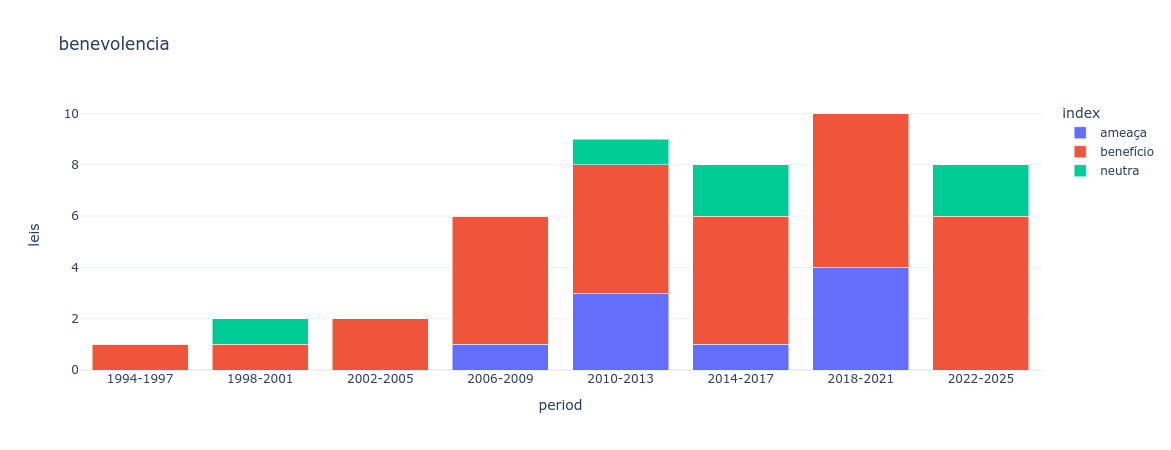 benevolencia
10
8
6
4
2
0
leis
1994-1997
1998-2001
2002-2005
2006-2009
2010-2013
2014-2017
2018-2021
2022-2025
period
index
ameaça
benefício
neutra